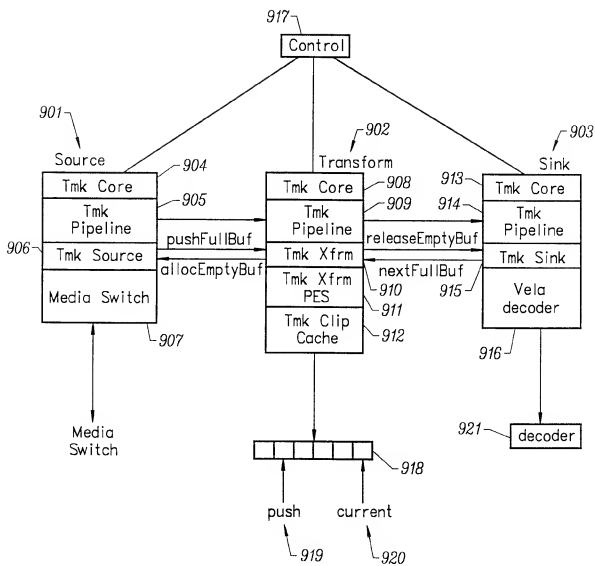 917
Control
901
902
903
Source
904
Transform
Sink
Tmk Core
905
Tmk Core
908
913
Tmk Core
Tmk
Pipeline
Tmk
Pipeline
909
914
Tmk
Pipeline
906
Tmk Source
pushFullBuf
allocEmptyBuf
Tmk Xfrm
releaseEmptyBuf
nextFullBuf
Tmk Sink
910
915
Media Switch
907
Tmk Xfrm
PES
911
Vela
decoder
Tmk Clip
Cache
912
916
Media
Switch
921
decoder
918
push
current
919
920